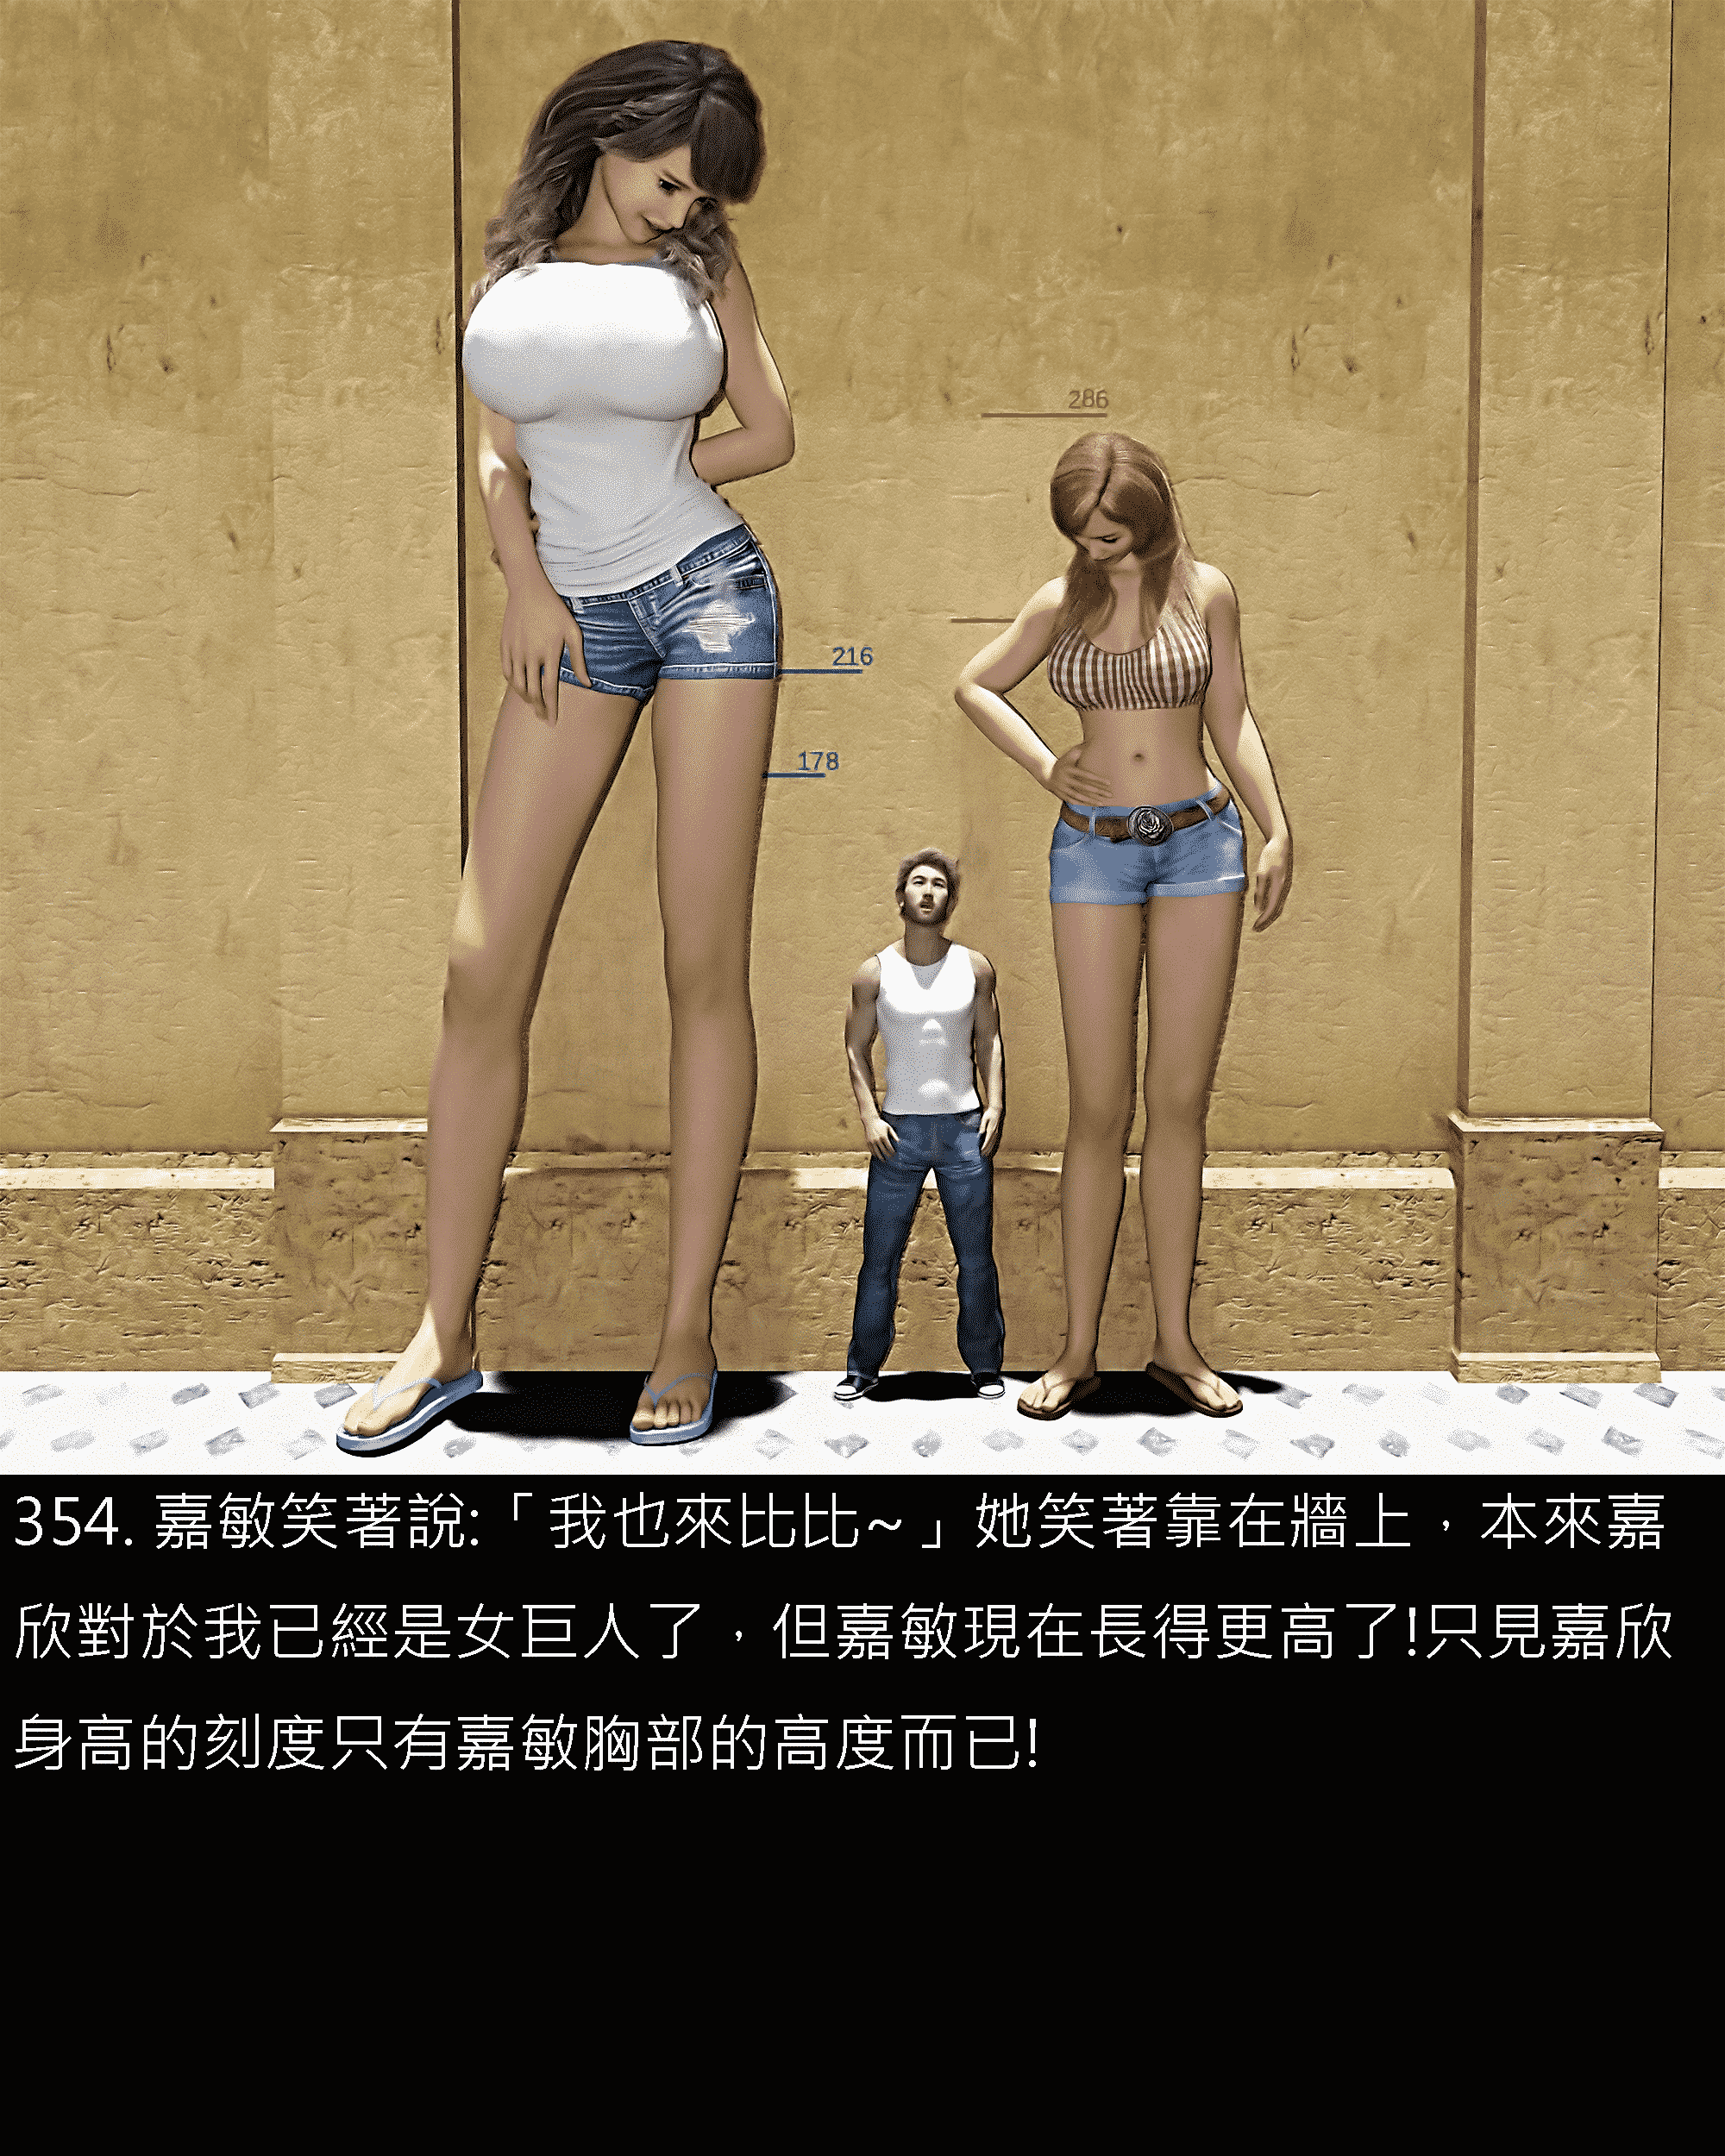 286
216
178
354. 嘉敏笑著說:「我也來比比~」她笑著靠在牆上，本來嘉
欣對於我已經是女巨人了，但嘉敏現在長得更高了!只見嘉欣
身高的刻度只有嘉敏胸部的高度而已!